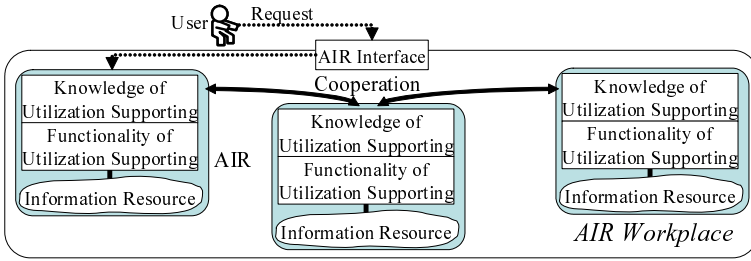 User
Request
AIR Interface
Cooperation
Knowledge of
Utilization Supporting
Functionality of
Utilization Supporting
Information Resource
AIR
Knowledge of
Utilization Supporting
Functionality of
Utilization Supporting
Information Resource
Knowledge of
Utilization Supporting
Functionality of
Utilization Supporting
Information Resource
AIR Workplace